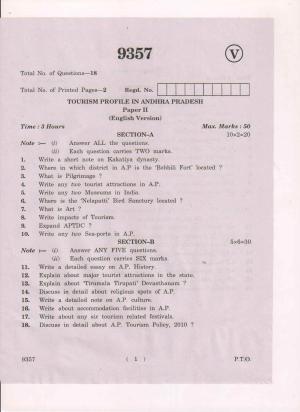 9357
V
Total No. of Questions—18
Total No. of Printed Pages—2 Regd. No.
TOURISM PROFILE IN ANDHRA PRADESH
Paper II
(English Version)
Time : 3 Hours Max. Marks : 50
SECTION-A 10×2=20
Note :— (i) Answer ALL the questions.
(ii) Each question carries TWO marks.
1. Write a short note on Kakatiya dynasty.
2. Where in which district in A.P is the 'Bobbili Fort' located ?
3. What is Pilgrimage ?
4. Write any two tourist attractions in A.P.
5. Write any two Museums in India.
6. Where is the 'Nelapatti' Bird Sanctury located ?
7. What is Art ?
8. Write impacts of Tourism.
9. Expand APTDC ?
10. Write any two Sea-ports in A.P.
SECTION-B 5×6=30
Note :— (i) Answer ANY FIVE questions.
(ii) Each question carries SIX marks.
11. Write a detailed essay on A.P. History.
12. Explain about major tourist attractions in the state.
13. Explain about 'Tirumala Tirupati' Devasthanam ?
14. Discuss in detail about religious spots of A.P.
15. Write a detailed note on A.P. culture.
16. Write about accommodation facilities in A.P.
17. Write about any six tourism related festivals.
18. Discuss in detail about A.P. Tourism Policy, 2010 ?
9357 ( 1 ) P.T.O.